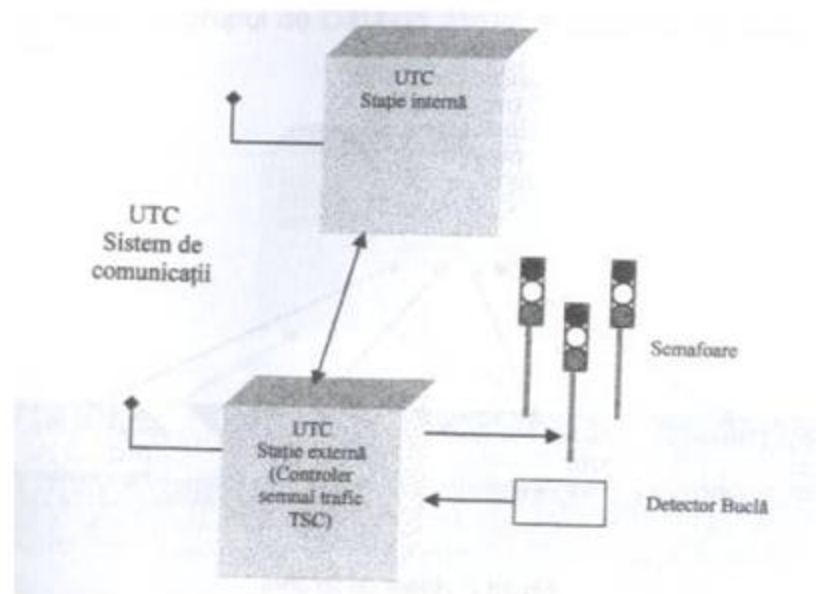 UTC
Stație internă
UTC
Sistem de
comunicații
Semafoare
UTC
Stație externă
(Controler
semnal trafic
TSC)
Detector Buclă